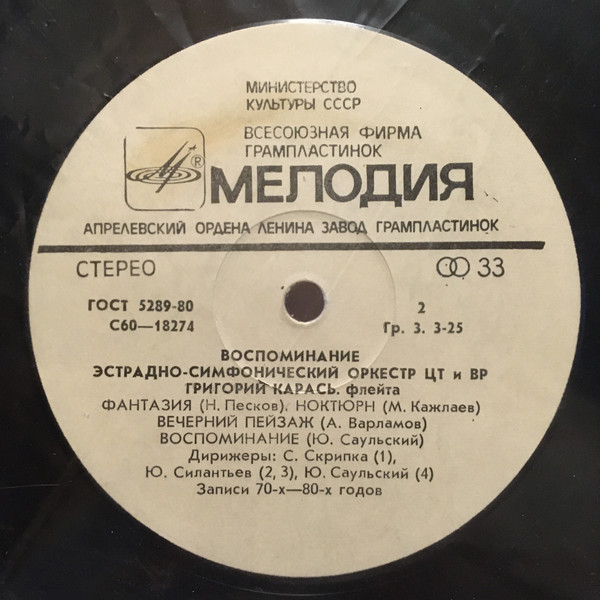 МИНИСТЕРСТВО
КУЛЬТУРЫ СССР
ВСЕСОЮЗНАЯ ФИРМА
ГРАМПЛАСТИНОК
® МЕЛОДИЯ
АПРЕЛЕВСКИЙ ОРДЕНА ЛЕНИНА ЗАВОД ГРАМПЛАСТИНОК
СТЕРЕО 33
ГОСТ 5289-80 2
С60—18274 Гр. 3. 3-25
ВОСПОМИНАНИЕ
ЭСТРАДНО-СИМФОНИЧЕСКИЙ ОРКЕСТР ЦТ и ВР
ГРИГОРИЙ КАРАСЬ, флейта
ФАНТАЗИЯ (Н. Песков). НОКТЮРН (М. Кажлаев)
ВЕЧЕРНИЙ ПЕЙЗАЖ (А. Варламов)
ВОСПОМИНАНИЕ (Ю. Саульский)
Дирижеры: С. Скрипка (1),
Ю. Силантьев (2, 3), Ю. Саульский (4)
Записи 70-х—80-х годов